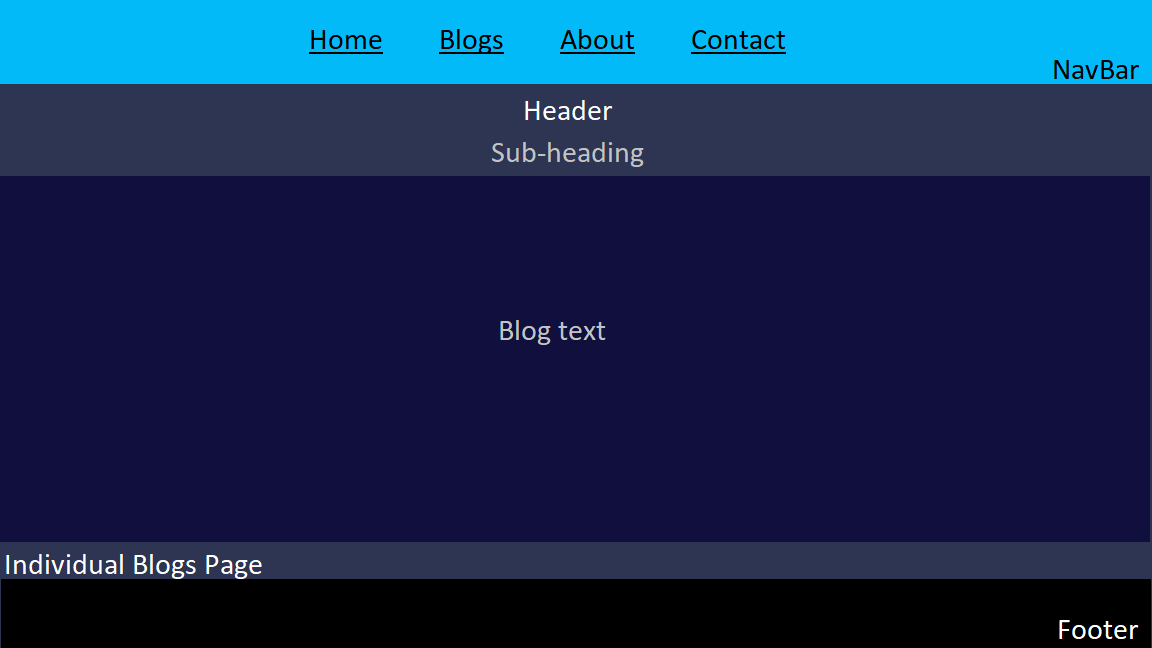 Home Blogs About Contact
NavBar
Header
Sub-heading
Blog text
Individual Blogs Page
Footer